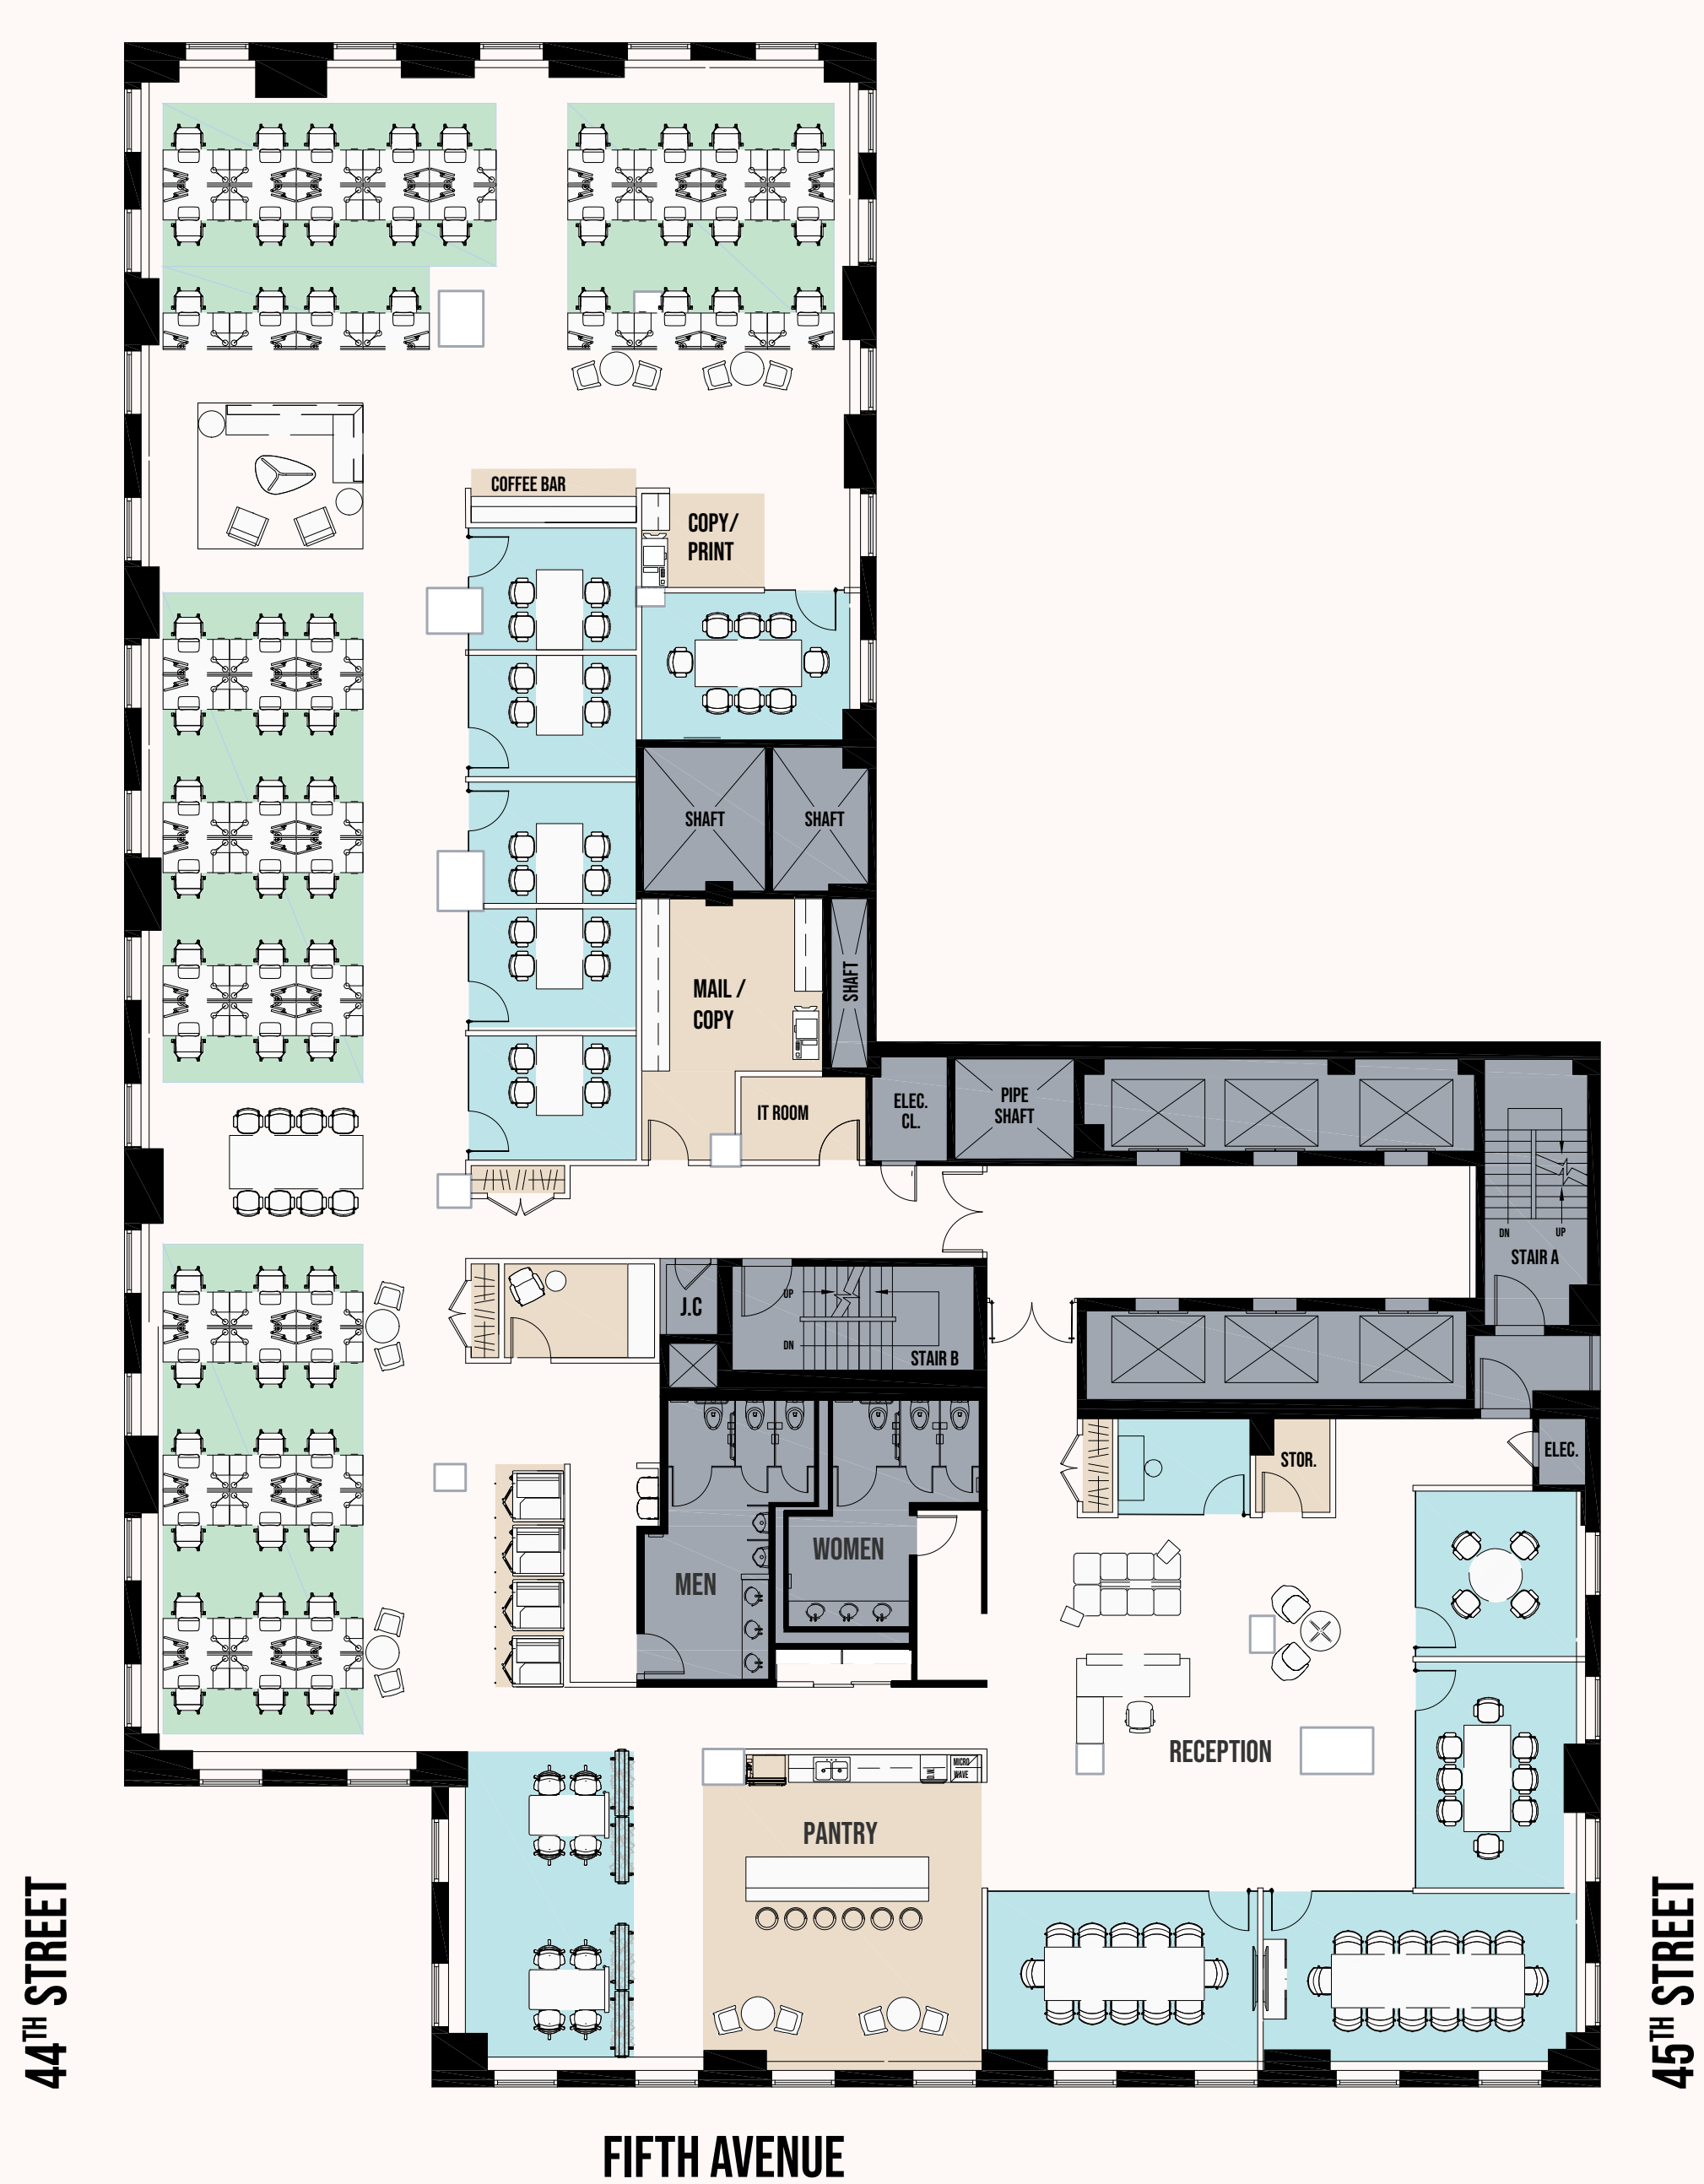 COFFEE BAR
COPY/
PRINT
SHAFT
SHAFT
SHAFT
MAIL /
COPY
IT ROOM
ELEC.
CL.
PIPE
SHAFT
DN
UP
STAIR A
J.C
UP
DN
STAIR B
ELEC.
STOR.
WOMEN
MEN
RECEPTION
MICRO
WAVE
PANTRY
44TH STREET
45TH STREET
FIFTH AVENUE